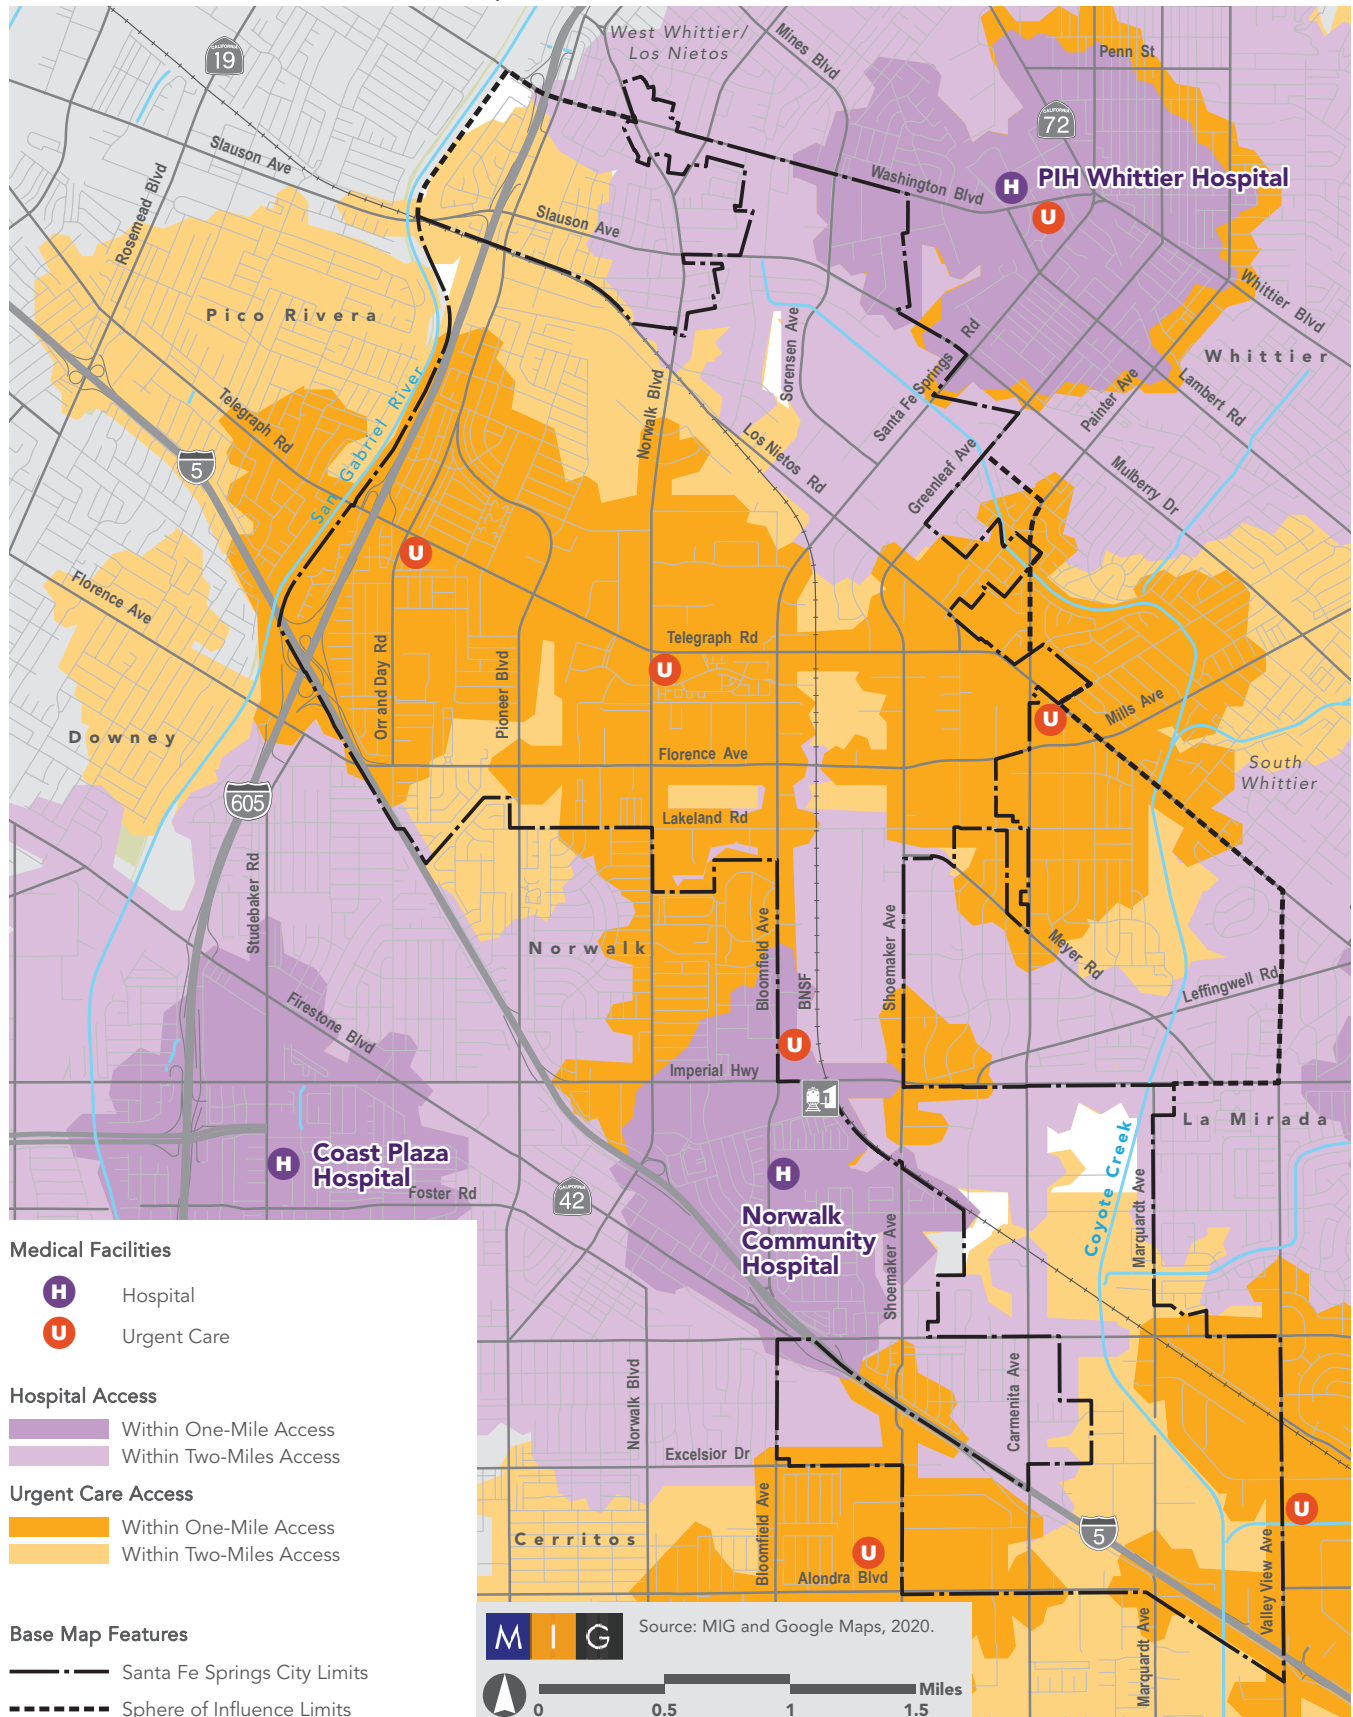 West Whittier/
Los Nietos
Mines Blvd
Penn St
CALIFORNIA
19
CALIFORNIA
72
Slauson Ave
Rosemead Blvd
Washington Blvd
H
PIH Whittier Hospital
U
Slauson Ave
Whittier Blvd
Pico Rivera
Sorensen Ave
Santa Fe Springs Rd
Whittier
Painter Ave
Lambert Rd
Telegraph Rd
San Gabriel River
Norwalk Blvd
Los Nietos Rd
Greenleaf Ave
Mulberry Dr
5
U
Florence Ave
Telegraph Rd
Orr and Day Rd
Pioneer Blvd
U
U
Mills Ave
Downey
Florence Ave
South
Whittier
605
Lakeland Rd
Studebaker Rd
Norwalk
Bloomfield Ave
BNSF
Shoemaker Ave
Meyer Rd
Leffingwell Rd
Firestone Blvd
U
Imperial Hwy
La Mirada
H
Coast Plaza
Hospital
Foster Rd
CALIFORNIA
42
H
Norwalk
Community
Hospital
Shoemaker Ave
Coyote Creek
Marquardt Ave
Medical Facilities
H
Hospital
U
Urgent Care
Hospital Access
Within One-Mile Access
Within Two-Miles Access
Urgent Care Access
Within One-Mile Access
Within Two-Miles Access
Base Map Features
Santa Fe Springs City Limits
Sphere of Influence Limits
Norwalk Blvd
Carmenita Ave
Excelsior Dr
Bloomfield Ave
Cerritos
5
U
U
Alondra Blvd
Valley View Ave
Marquardt Ave
M I G
Source: MIG and Google Maps, 2020.
Miles
0 0.5 1 1.5